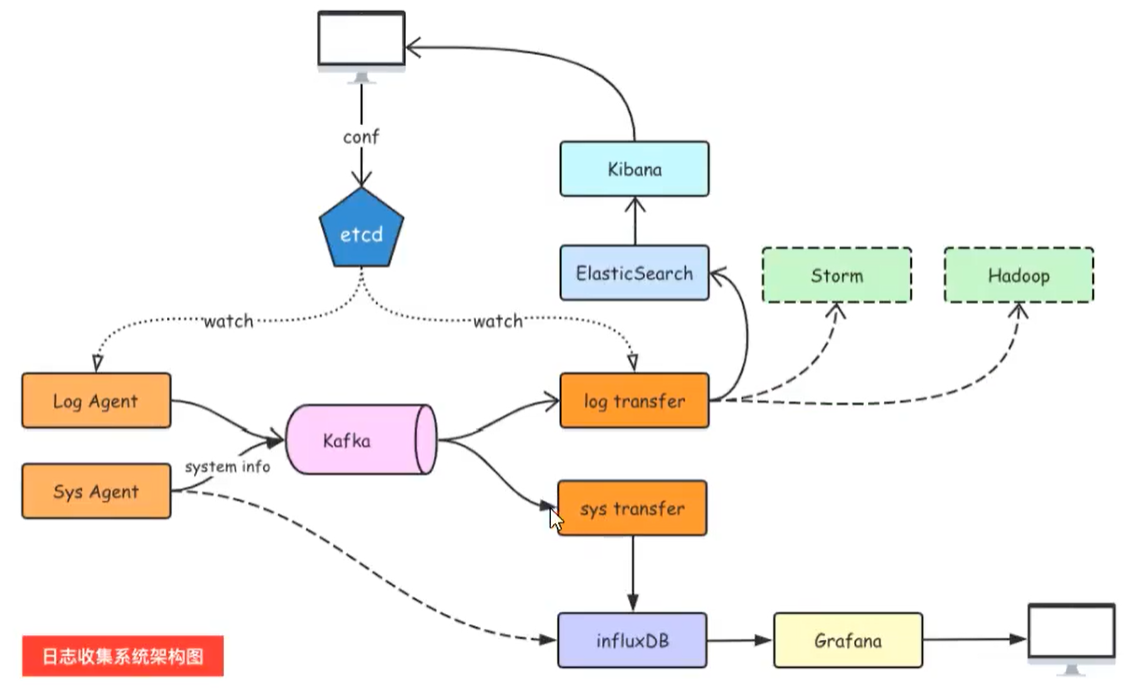 conf
Kibana
etcd
ElasticSearch
Storm
Hadoop
watch
watch
Log Agent
log transfer
Kafka
system info
Sys Agent
sys transfer
influxDB
Grafana
日志收集系统架构图